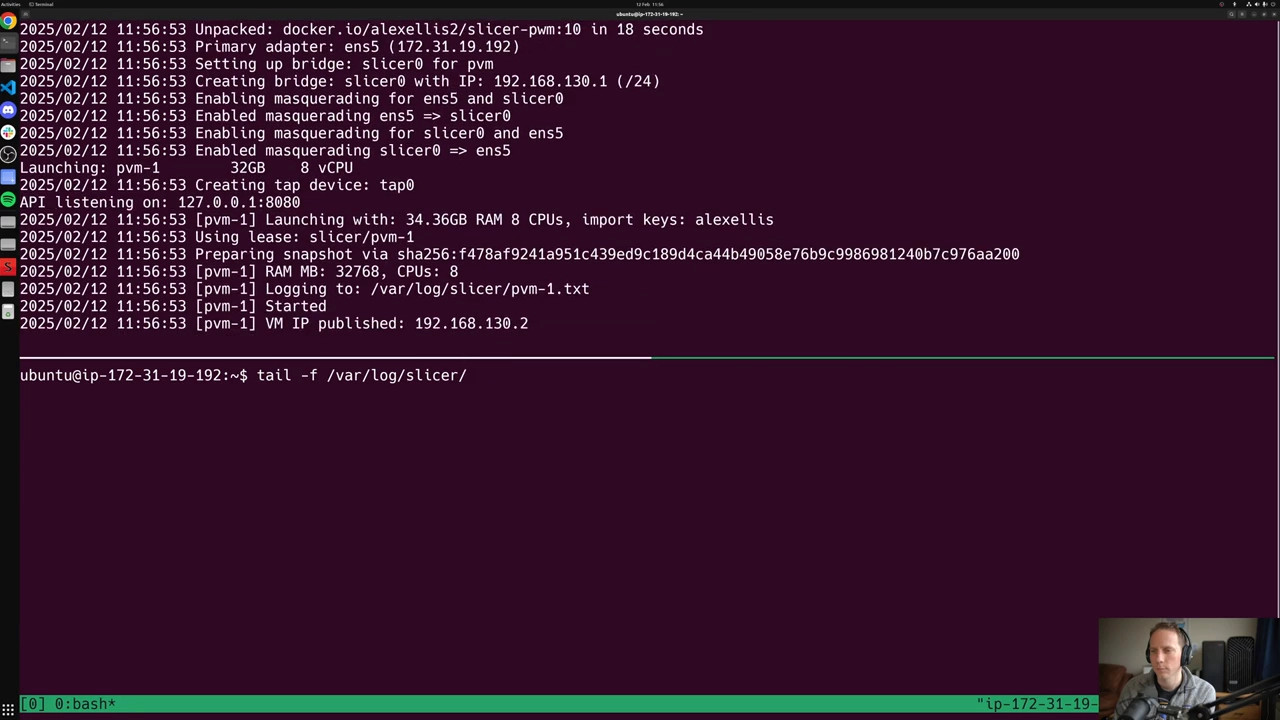 Activities Terminal 12 Feb 11:56
ubuntu@ip-172-31-19-192: ~
2025/02/12 11:56:53 Unpacked: docker.io/alexellis2/slicer-pwm:10 in 18 seconds
2025/02/12 11:56:53 Primary adapter: ens5 (172.31.19.192)
2025/02/12 11:56:53 Setting up bridge: slicer0 for pvm
2025/02/12 11:56:53 Creating bridge: slicer0 with IP: 192.168.130.1 (/24)
2025/02/12 11:56:53 Enabling masquerading for ens5 and slicer0
2025/02/12 11:56:53 Enabled masquerading ens5 => slicer0
2025/02/12 11:56:53 Enabling masquerading for slicer0 and ens5
2025/02/12 11:56:53 Enabled masquerading slicer0 => ens5
Launching: pvm-1 32GB 8 vCPU
2025/02/12 11:56:53 Creating tap device: tap0
API listening on: 127.0.0.1:8080
2025/02/12 11:56:53 [pvm-1] Launching with: 34.36GB RAM 8 CPUs, import keys: alexellis
2025/02/12 11:56:53 Using lease: slicer/pvm-1
2025/02/12 11:56:53 Preparing snapshot via sha256:f478af9241a951c439ed9c189d4ca44b49058e76b9c9986981240b7c976aa200
2025/02/12 11:56:53 [pvm-1] RAM MB: 32768, CPUs: 8
2025/02/12 11:56:53 [pvm-1] Logging to: /var/log/slicer/pvm-1.txt
2025/02/12 11:56:53 [pvm-1] Started
2025/02/12 11:56:53 [pvm-1] VM IP published: 192.168.130.2
ubuntu@ip-172-31-19-192:~$ tail -f /var/log/slicer/
[0] 0:bash* "ip-172-31-19-